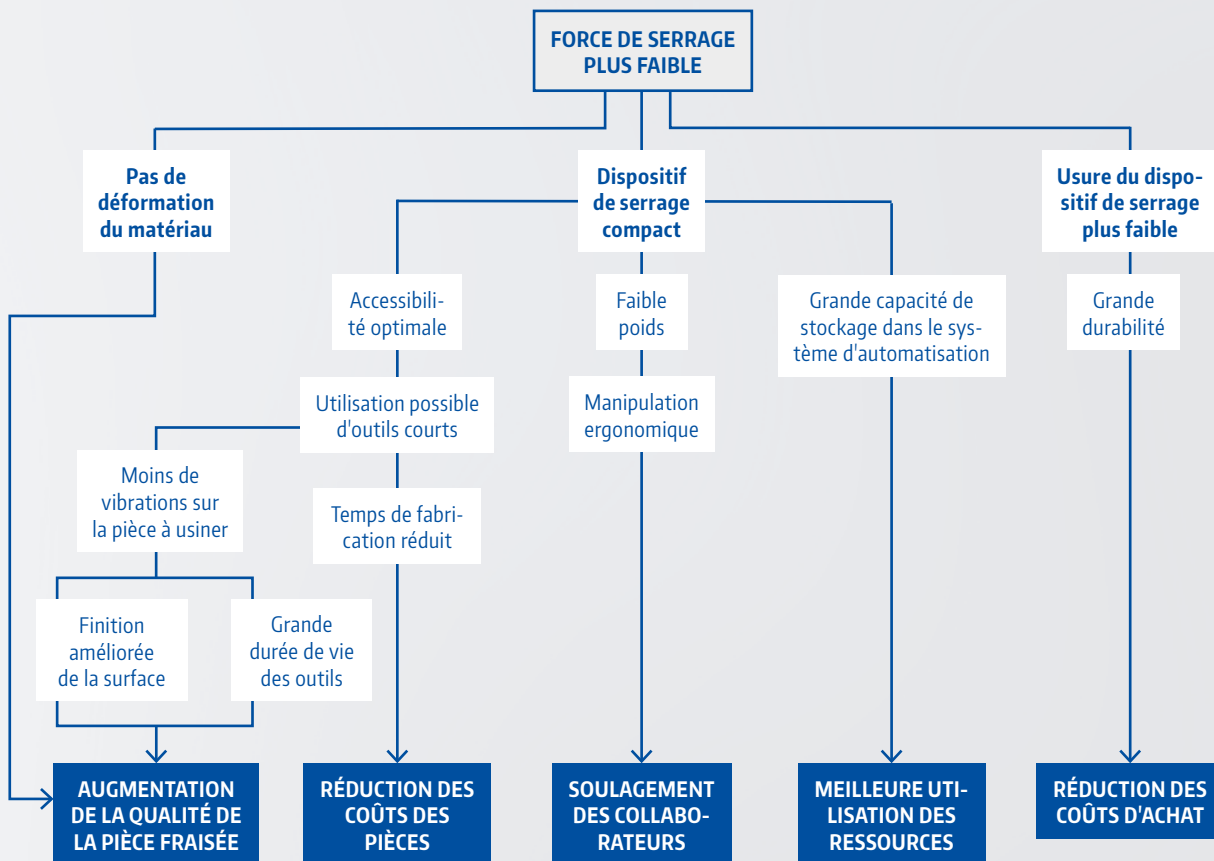 FORCE DE SERRAGE
PLUS FAIBLE
Pas de
déformation
du matériau
Dispositif
de serrage
compact
Usure du dispo-
sitif de serrage
plus faible
Accessibili-
té optimale
Faible
poids
Grande capacité de
stockage dans le sys-
tème d'automatisation
Grande
durabilité
Utilisation possible
d'outils courts
Manipulation
ergonomique
Moins de
vibrations sur
la pièce à usiner
Temps de fabri-
cation réduit
Finition
améliorée
de la surface
Grande
durée de vie
des outils
AUGMENTATION
DE LA QUALITÉ DE
LA PIÈCE FRAISÉE
RÉDUCTION DES
COÛTS DES
PIÈCES
SOULAGEMENT
DES COLLABO-
RATEURS
MEILLEURE UTI-
LISATION DES
RESSOURCES
RÉDUCTION DES
COÛTS D'ACHAT